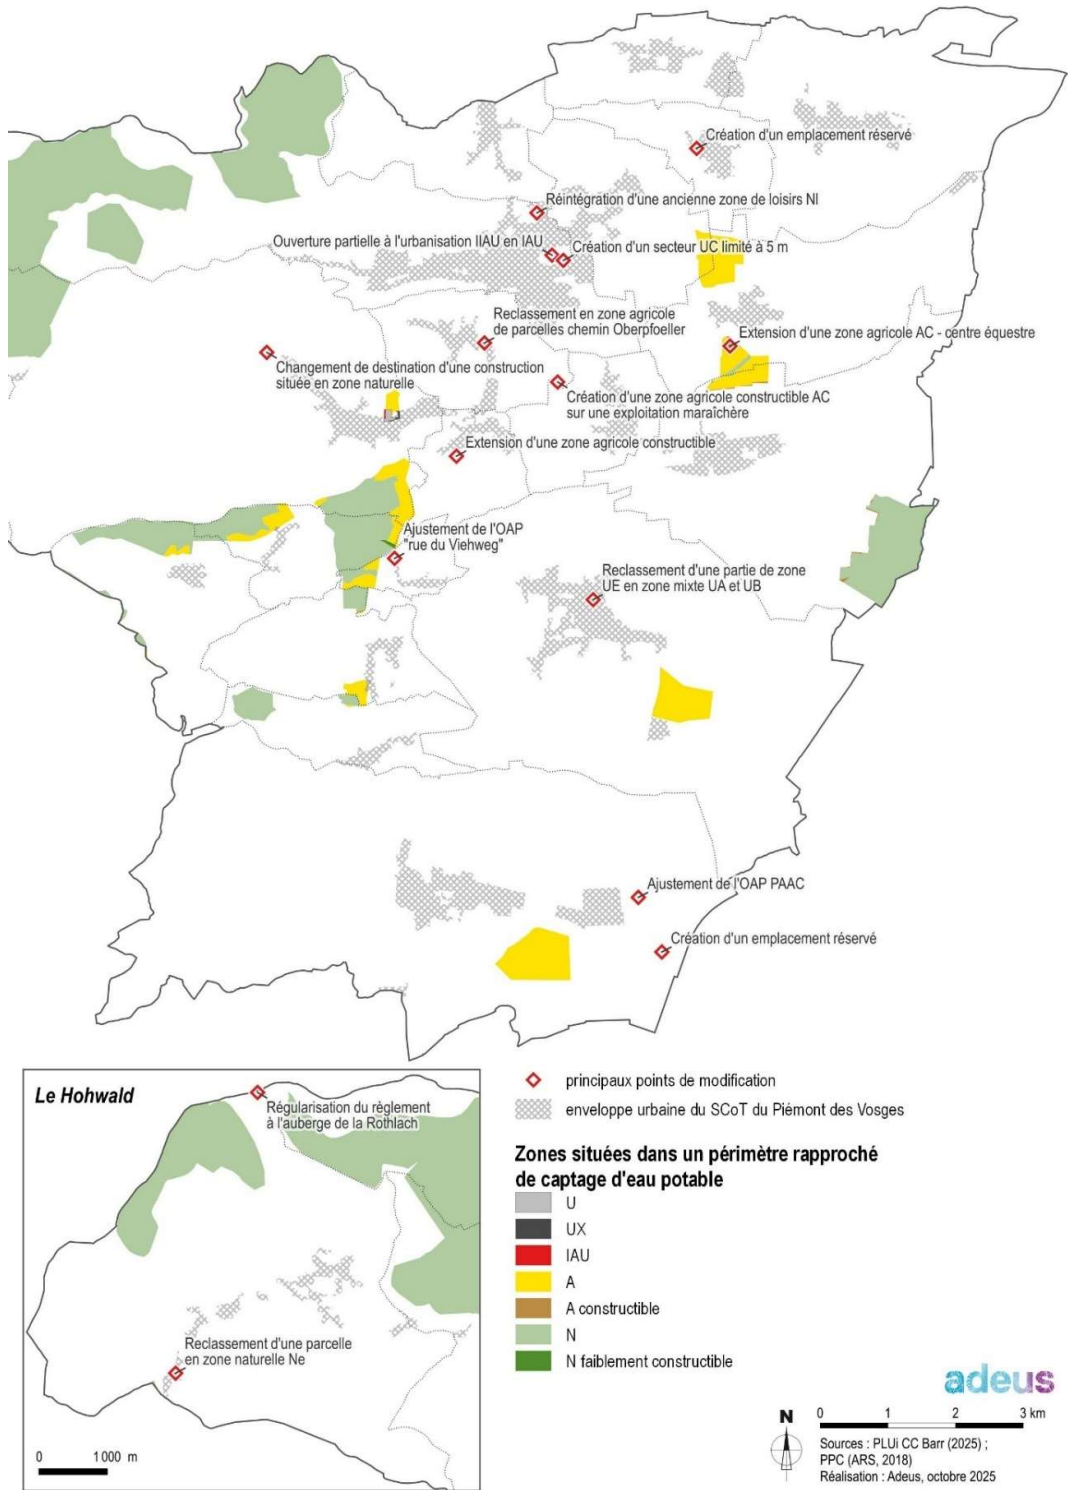 Création d'un emplacement réservé
Réintégration d'une ancienne zone de loisirs Nl
Ouverture partielle à l'urbanisation IIAU en IAU
Création d'un secteur UC limité à 5 m
Reclassement en zone agricole
de parcelles chemin Oberpfoeller
Extension d'une zone agricole AC - centre équestre
Changement de destination d'une construction
située en zone naturelle
Création d'une zone agricole constructible AC
sur une exploitation maraîchère
Extension d'une zone agricole constructible
Ajustement de l'OAP
"rue du Viehweg"
Reclassement d'une partie de zone
UE en zone mixte UA et UB
Ajustement de l'OAP PAAC
Création d'un emplacement réservé
Le Hohwald
Régularisation du règlement
à l'auberge de la Rothlach
Reclassement d'une parcelle
en zone naturelle Ne
0 1 000 m
principaux points de modification
enveloppe urbaine du SCoT du Piémont des Vosges
Zones situées dans un périmètre rapproché
de captage d'eau potable
U
UX
IAU
A
A constructible
N
N faiblement constructible
adeus
N
0 1 2 3 km
Sources : PLUi CC Barr (2025) ;
PPC (ARS, 2018)
Réalisation : Adeus, octobre 2025